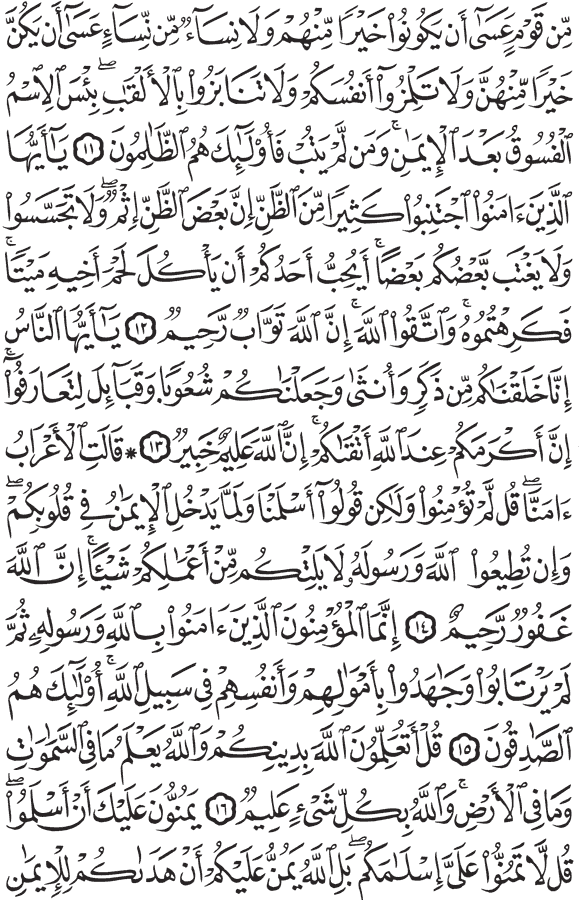 مِّن قَوْمٍ عَسَىٰٓ أَن يَكُونُوا۟ خَيْرًا مِّنْهُمْ وَلَا نِسَآءٌ مِّن نِّسَآءٍ عَسَىٰٓ أَن يَكُنَّ
خَيْرًا مِّنْهُنَّ وَلَا تَلْمِزُوٓا۟ أَنفُسَكُمْ وَلَا تَنَابَزُوا۟ بِٱلْأَلْقَٰبِ ۖ بِئْسَ ٱلِٱسْمُ
ٱلْفُسُوقُ بَعْدَ ٱلْإِيمَٰنِ ۚ وَمَن لَّمْ يَتُبْ فَأُو۟لَٰٓئِكَ هُمُ ٱلظَّٰلِمُونَ ١١ يَٰٓأَيُّهَا
ٱلَّذِينَ ءَامَنُوا۟ ٱجْتَنِبُوا۟ كَثِيرًا مِّنَ ٱلظَّنِّ إِنَّ بَعْضَ ٱلظَّنِّ إِثْمٌ ۖ وَلَا تَجَسَّسُوا۟
وَلَا يَغْتَب بَّعْضُكُم بَعْضًا ۚ أَيُحِبُّ أَحَدُكُمْ أَن يَأْكُلَ لَحْمَ أَخِيهِ مَيْتًا
فَكَرِهْتُمُوهُ ۚ وَٱتَّقُوا۟ ٱللَّهَ ۚ إِنَّ ٱللَّهَ تَوَّابٌ رَّحِيمٌ ١٢ يَٰٓأَيُّهَا ٱلنَّاسُ
إِنَّا خَلَقْنَٰكُم مِّن ذَكَرٍ وَأُنثَىٰ وَجَعَلْنَٰكُمْ شُعُوبًا وَقَبَآئِلَ لِتَعَارَفُوٓا۟ ۚ
إِنَّ أَكْرَمَكُمْ عِندَ ٱللَّهِ أَتْقَىٰكُمْ ۚ إِنَّ ٱللَّهَ عَلِيمٌ خَبِيرٌ ١٣ * قَالَتِ ٱلْأَعْرَابُ
ءَامَنَّا ۖ قُل لَّمْ تُؤْمِنُوا۟ وَلَٰكِن قُولُوٓا۟ أَسْلَمْنَا وَلَمَّا يَدْخُلِ ٱلْإِيمَٰنُ فِى قُلُوبِكُمْ ۖ
وَإِن تُطِيعُوا۟ ٱللَّهَ وَرَسُولَهُۥ لَا يَلِتْكُم مِّنْ أَعْمَٰلِكُمْ شَيْـًٔا ۚ إِنَّ ٱللَّهَ
غَفُورٌ رَّحِيمٌ ١٤ إِنَّمَا ٱلْمُؤْمِنُونَ ٱلَّذِينَ ءَامَنُوا۟ بِٱللَّهِ وَرَسُولِهِۦ ثُمَّ
لَمْ يَرْتَابُوا۟ وَجَٰهَدُوا۟ بِأَمْوَٰلِهِمْ وَأَنفُسِهِمْ فِى سَبِيلِ ٱللَّهِ ۚ أُو۟لَٰٓئِكَ هُمُ
ٱلصَّٰدِقُونَ ١٥ قُلْ أَتُعَلِّمُونَ ٱللَّهَ بِدِينِكُمْ وَٱللَّهُ يَعْلَمُ مَا فِى ٱلسَّمَٰوَٰتِ
وَمَا فِى ٱلْأَرْضِ ۚ وَٱللَّهُ بِكُلِّ شَىْءٍ عَلِيمٌ ١٦ يَمُنُّونَ عَلَيْكَ أَنْ أَسْلَمُوا۟ ۖ
قُل لَّا تَمُنُّوا۟ عَلَىَّ إِسْلَٰمَكُم ۖ بَلِ ٱللَّهُ يَمُنُّ عَلَيْكُمْ أَنْ هَدَىٰكُمْ لِلْإِيمَٰنِ